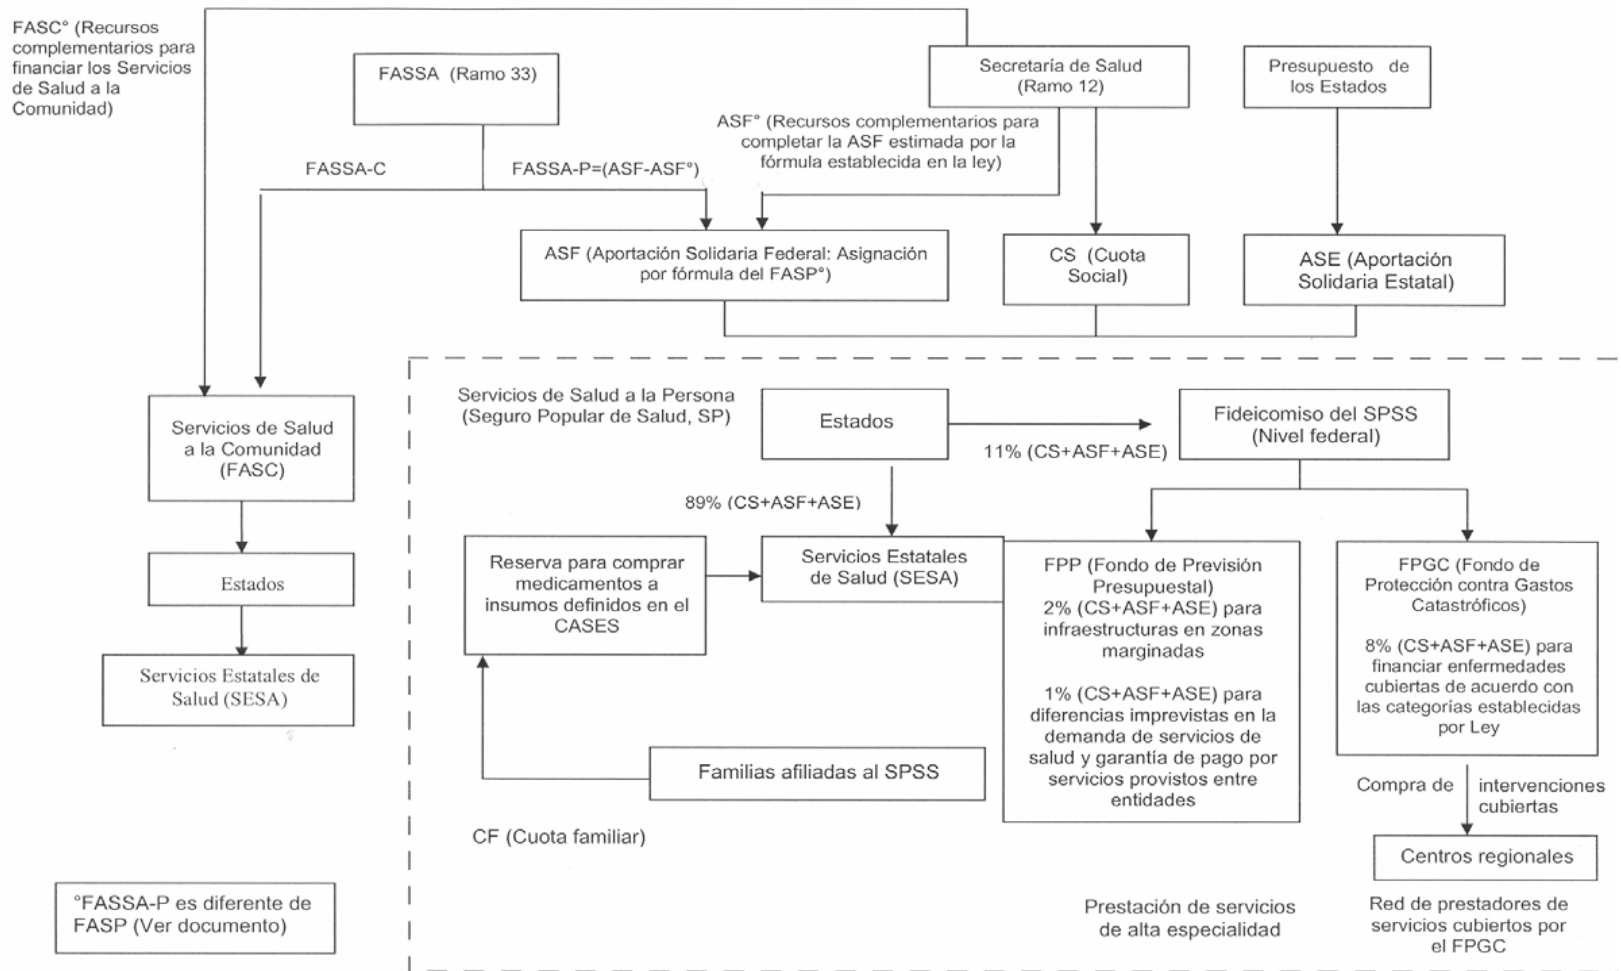 FASC° (Recursos
complementarios para
financiar los Servicios
de Salud a la
Comunidad)
FASSA (Ramo 33)
Secretaría de Salud
(Ramo 12)
Presupuesto de
los Estados
ASF° (Recursos complementarios para
completar la ASF estimada por la
fórmula establecida en la ley)
FASSA-C
FASSA-P=(ASF-ASF°)
ASF (Aportación Solidaria Federal: Asignación
por fórmula del FASP°)
CS (Cuota
Social)
ASE (Aportación
Solidaria Estatal)
Servicios de Salud
a la Comunidad
(FASC)
Estados
Servicios Estatales de
Salud (SESA)
Servicios de Salud a la Persona
(Seguro Popular de Salud, SP)
Estados
11% (CS+ASF+ASE)
Fideicomiso del SPSS
(Nivel federal)
89% (CS+ASF+ASE)
Reserva para comprar
medicamentos a
insumos definidos en el
CASES
Servicios Estatales
de Salud (SESA)
FPP (Fondo de Previsión
Presupuestal)
2% (CS+ASF+ASE) para
infraestructuras en zonas
marginadas
1% (CS+ASF+ASE) para
diferencias imprevistas en la
demanda de servicios de
salud y garantía de pago por
servicios provistos entre
entidades
FPGC (Fondo de
Protección contra Gastos
Catastróficos)
8% (CS+ASF+ASE) para
financiar enfermedades
cubiertas de acuerdo con
las categorías establecidas
por Ley
Familias afiliadas al SPSS
CF (Cuota familiar)
Compra de intervenciones
cubiertas
Centros regionales
Prestación de servicios
de alta especialidad
Red de prestadores de
servicios cubiertos por
el FPGC
°FASSA-P es diferente de
FASP (Ver documento)